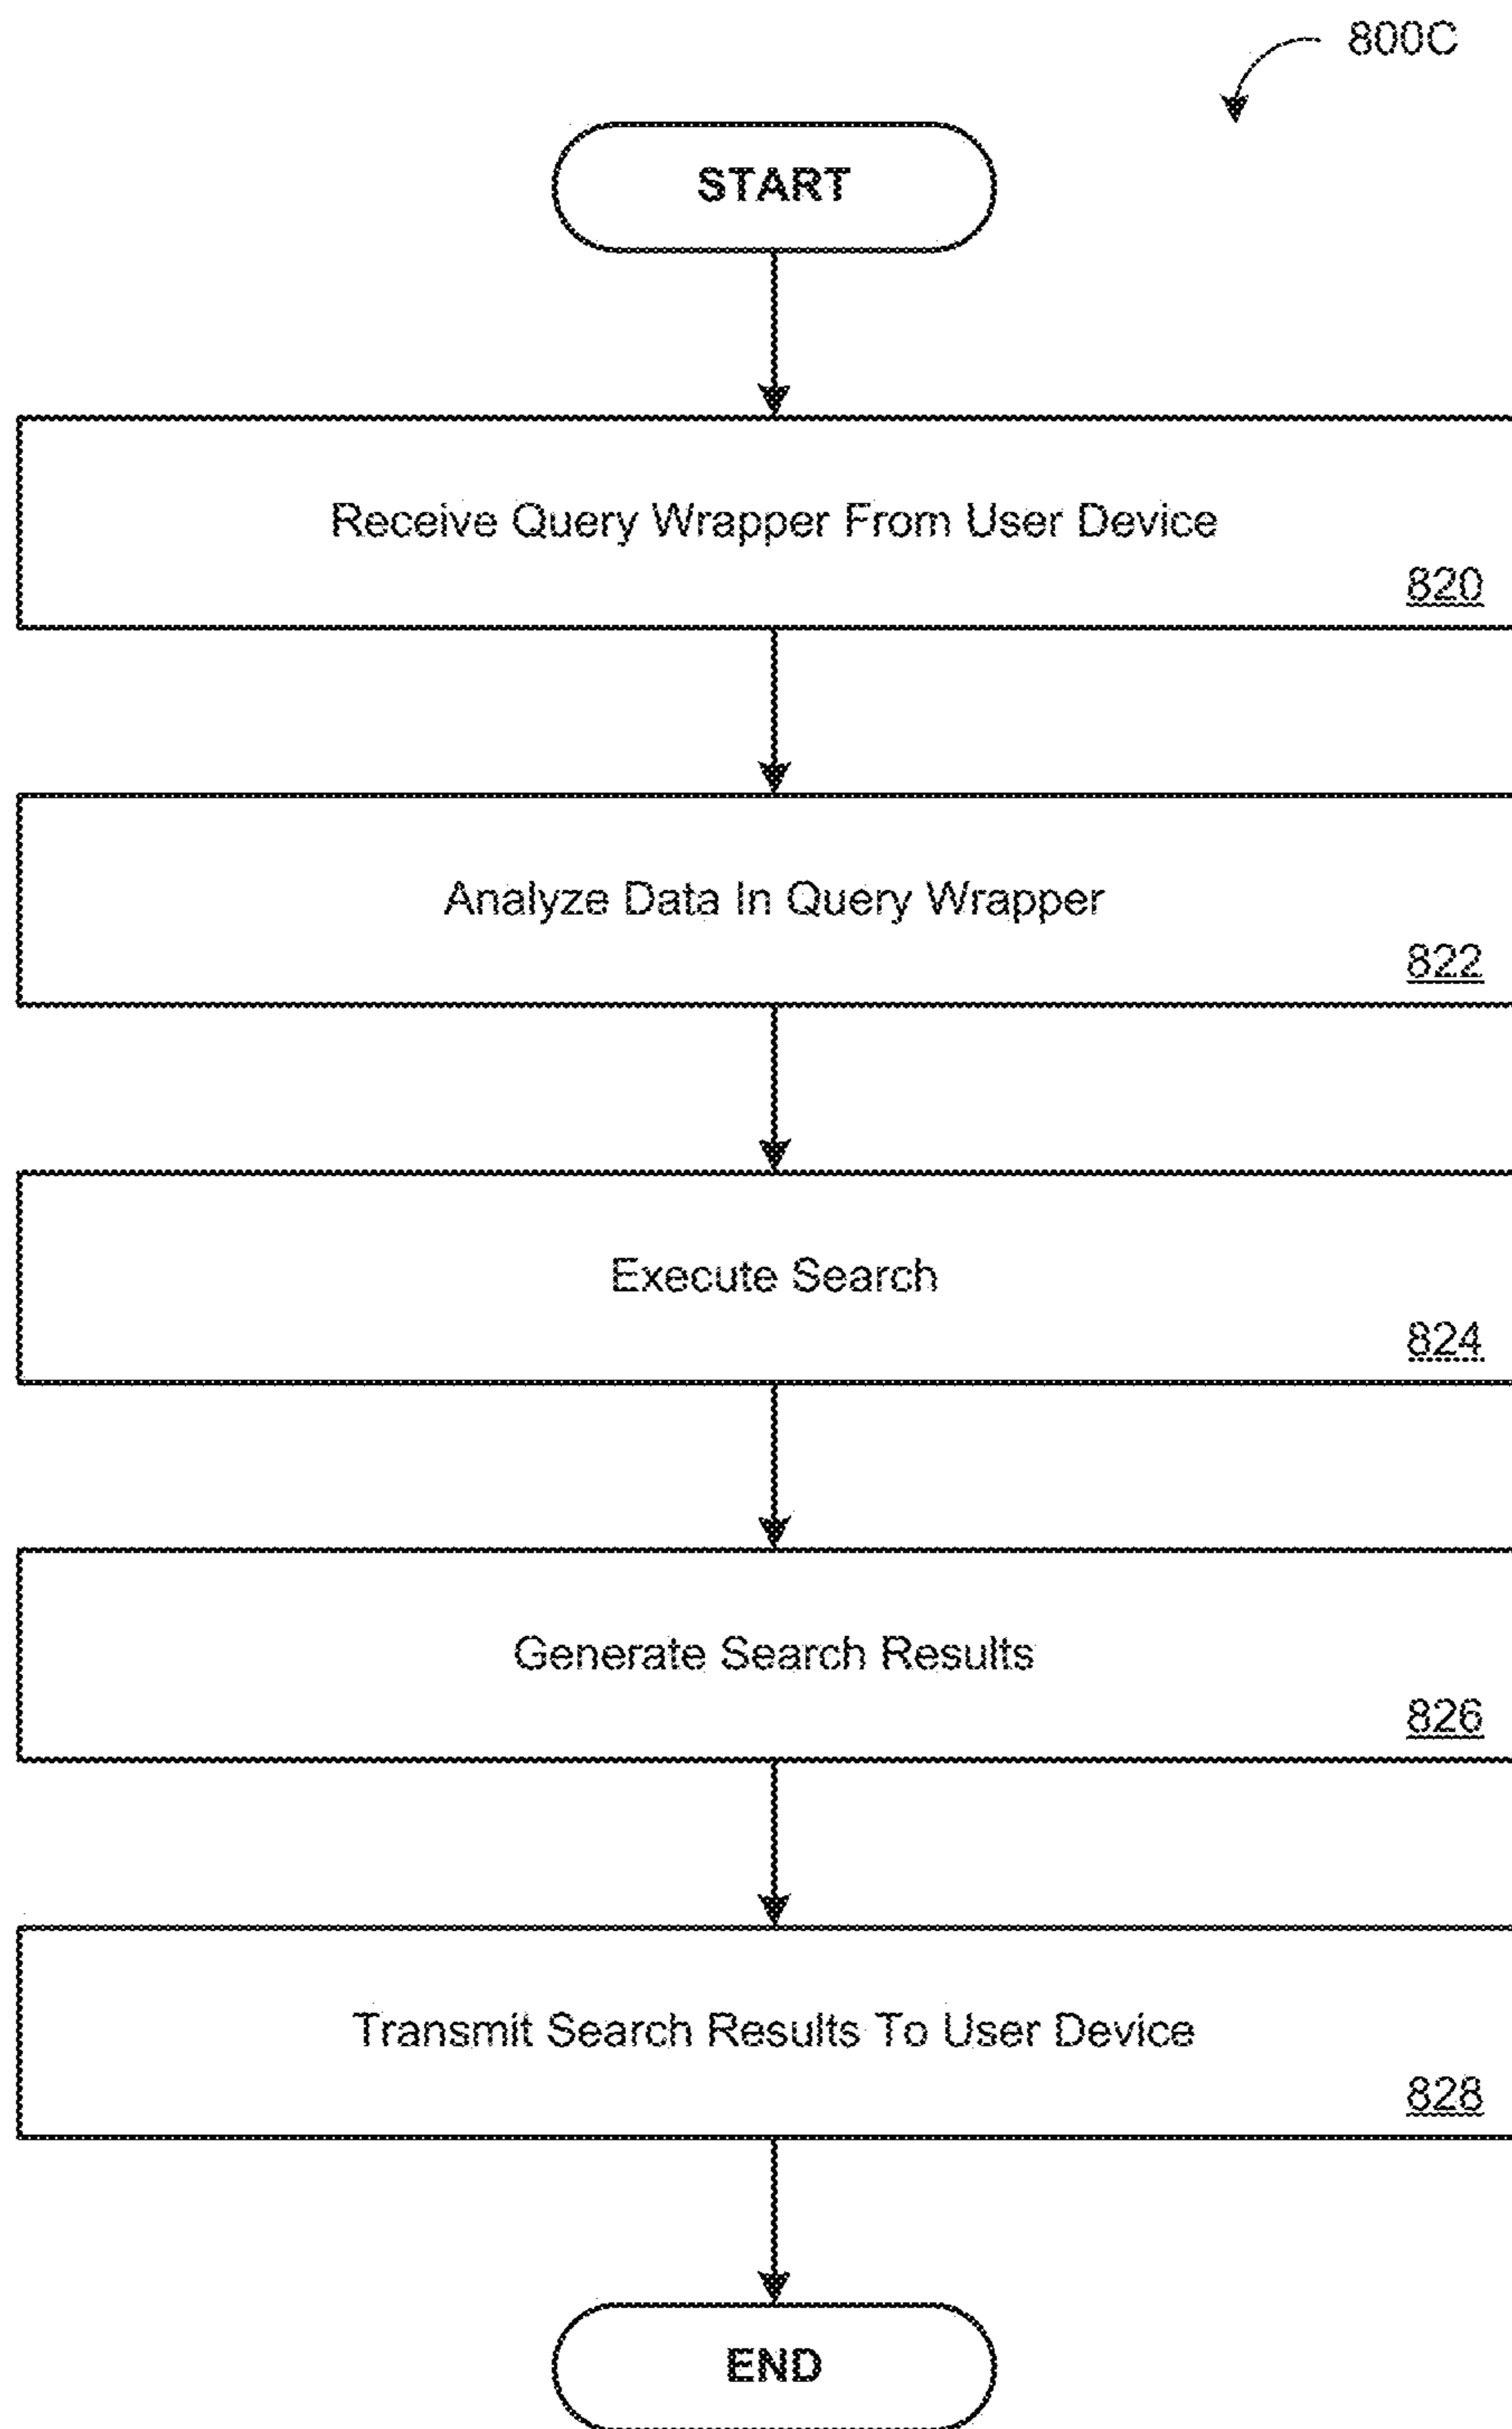 800C
START
Receive Query Wrapper From User Device
820
Analyze Data In Query Wrapper
822
Execute Search
824
Generate Search Results
826
Transmit Search Results To User Device
828
END